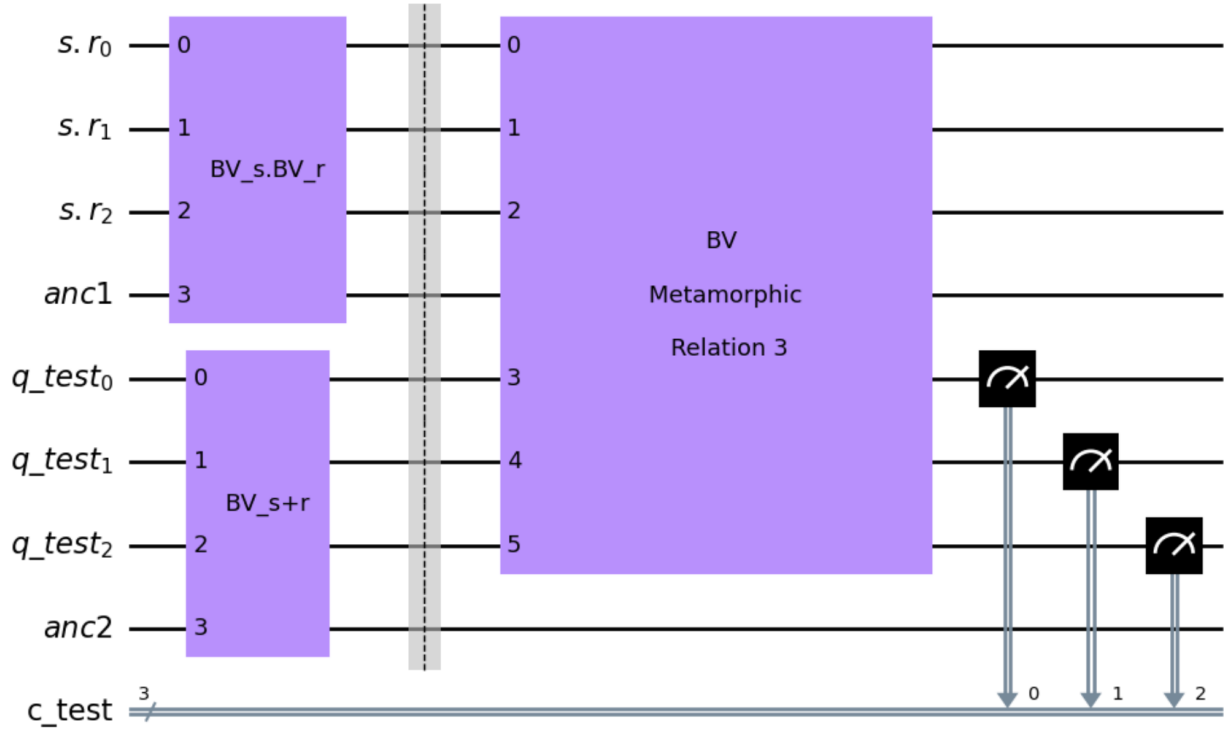 s.r0 0 0
s.r1 1 1
BV_s.BV_r
s.r2 2 2
BV
anc1 3 Metamorphic
Relation 3
q_test0 0 3
q_test1 1 4
BV_s+r
q_test2 2 5
anc2 3
c_test 3 0 1 2